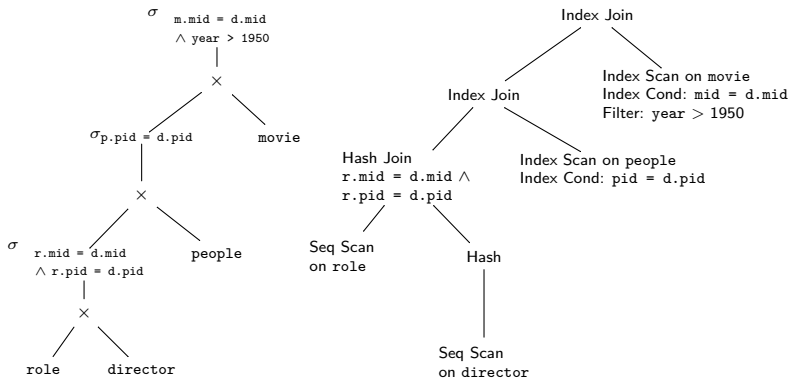 σ m.mid = d.mid
∧ year > 1950
×
σp.pid = d.pid
movie
×
σ r.mid = d.mid
∧ r.pid = d.pid
people
×
role
director
Index Join
Index Join
Index Scan on movie
Index Cond: mid = d.mid
Filter: year > 1950
Hash Join
r.mid = d.mid ∧
r.pid = d.pid
Index Scan on people
Index Cond: pid = d.pid
Seq Scan
on role
Hash
Seq Scan
on director